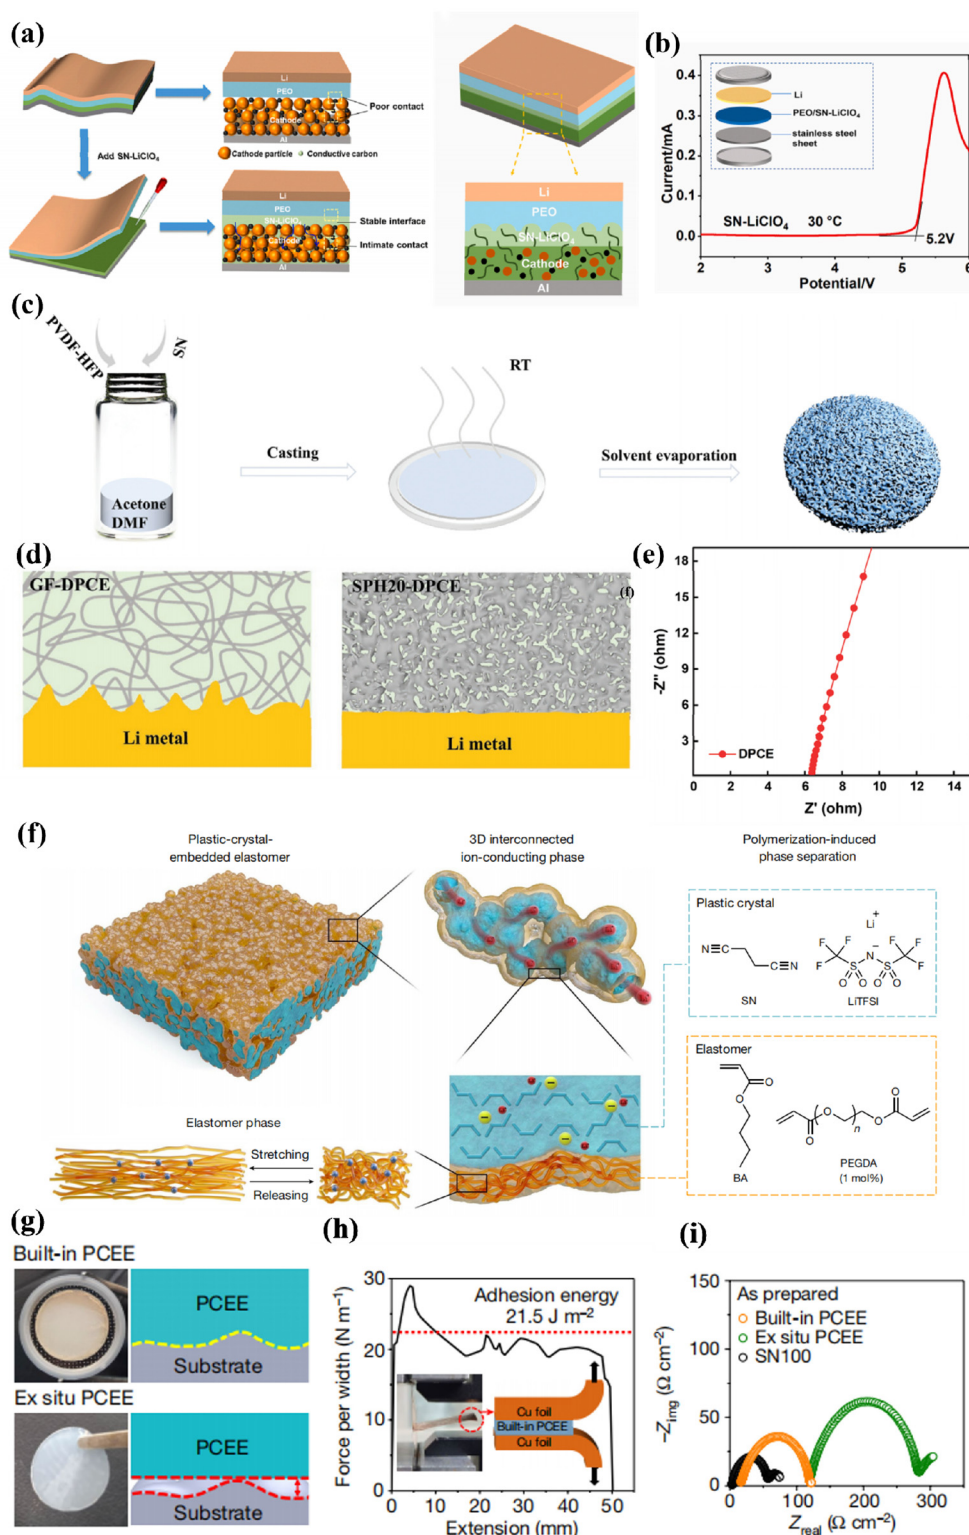 (a)
Li
PEO
Cathode
Al
Poor contact
Cathode particle
Conductive carbon
Add SN-LiClO₄
Li
PEO
SN-LiClO₄
Cathode
Al
Stable interface
Intimate contact
Li
PEO
SN-LiClO₄
Cathode
Al
(b)
Current/mA
0.4
0.3
0.2
0.1
0.0
Li
PEO/SN-LiClO₄
stainless steel
sheet
SN-LiClO₄ 30 °C
5.2V
2 3 4 5 6
Potential/V
(c)
PVDF-HFP
SN
Acetone
DMF
Casting
RT
Solvent evaporation
(d)
GF-DPCE
Li metal
SPH20-DPCE
(f)
Li metal
(e)
-Z'' (ohm)
18
15
12
9
6
3
DPCE
0 2 4 6 8 10 12 14
Z' (ohm)
(f)
Plastic-crystal-
embedded elastomer
3D interconnected
ion-conducting phase
Polymerization-induced
phase separation
Plastic crystal
N≡C
C≡N
SN
Li⁺
F F F
S N⁻ S
O O O O
F F F
LiTFSI
Elastomer
O
O
BA
O
O
O
n
O
PEGDA
(1 mol%)
Elastomer phase
Stretching
Releasing
(g)
Built-in PCEE
PCEE
Substrate
Ex situ PCEE
PCEE
Substrate
(h)
Force per width (N m⁻¹)
30
20
10
0
Adhesion energy
21.5 J m⁻²
Cu foil
Built-in PCEE
Cu foil
0 10 20 30 40 50
Extension (mm)
(i)
–Z_img (Ω cm⁻²)
150
100
50
0
As prepared
Built-in PCEE
Ex situ PCEE
SN100
0 100 200 300
Z_real (Ω cm⁻²)